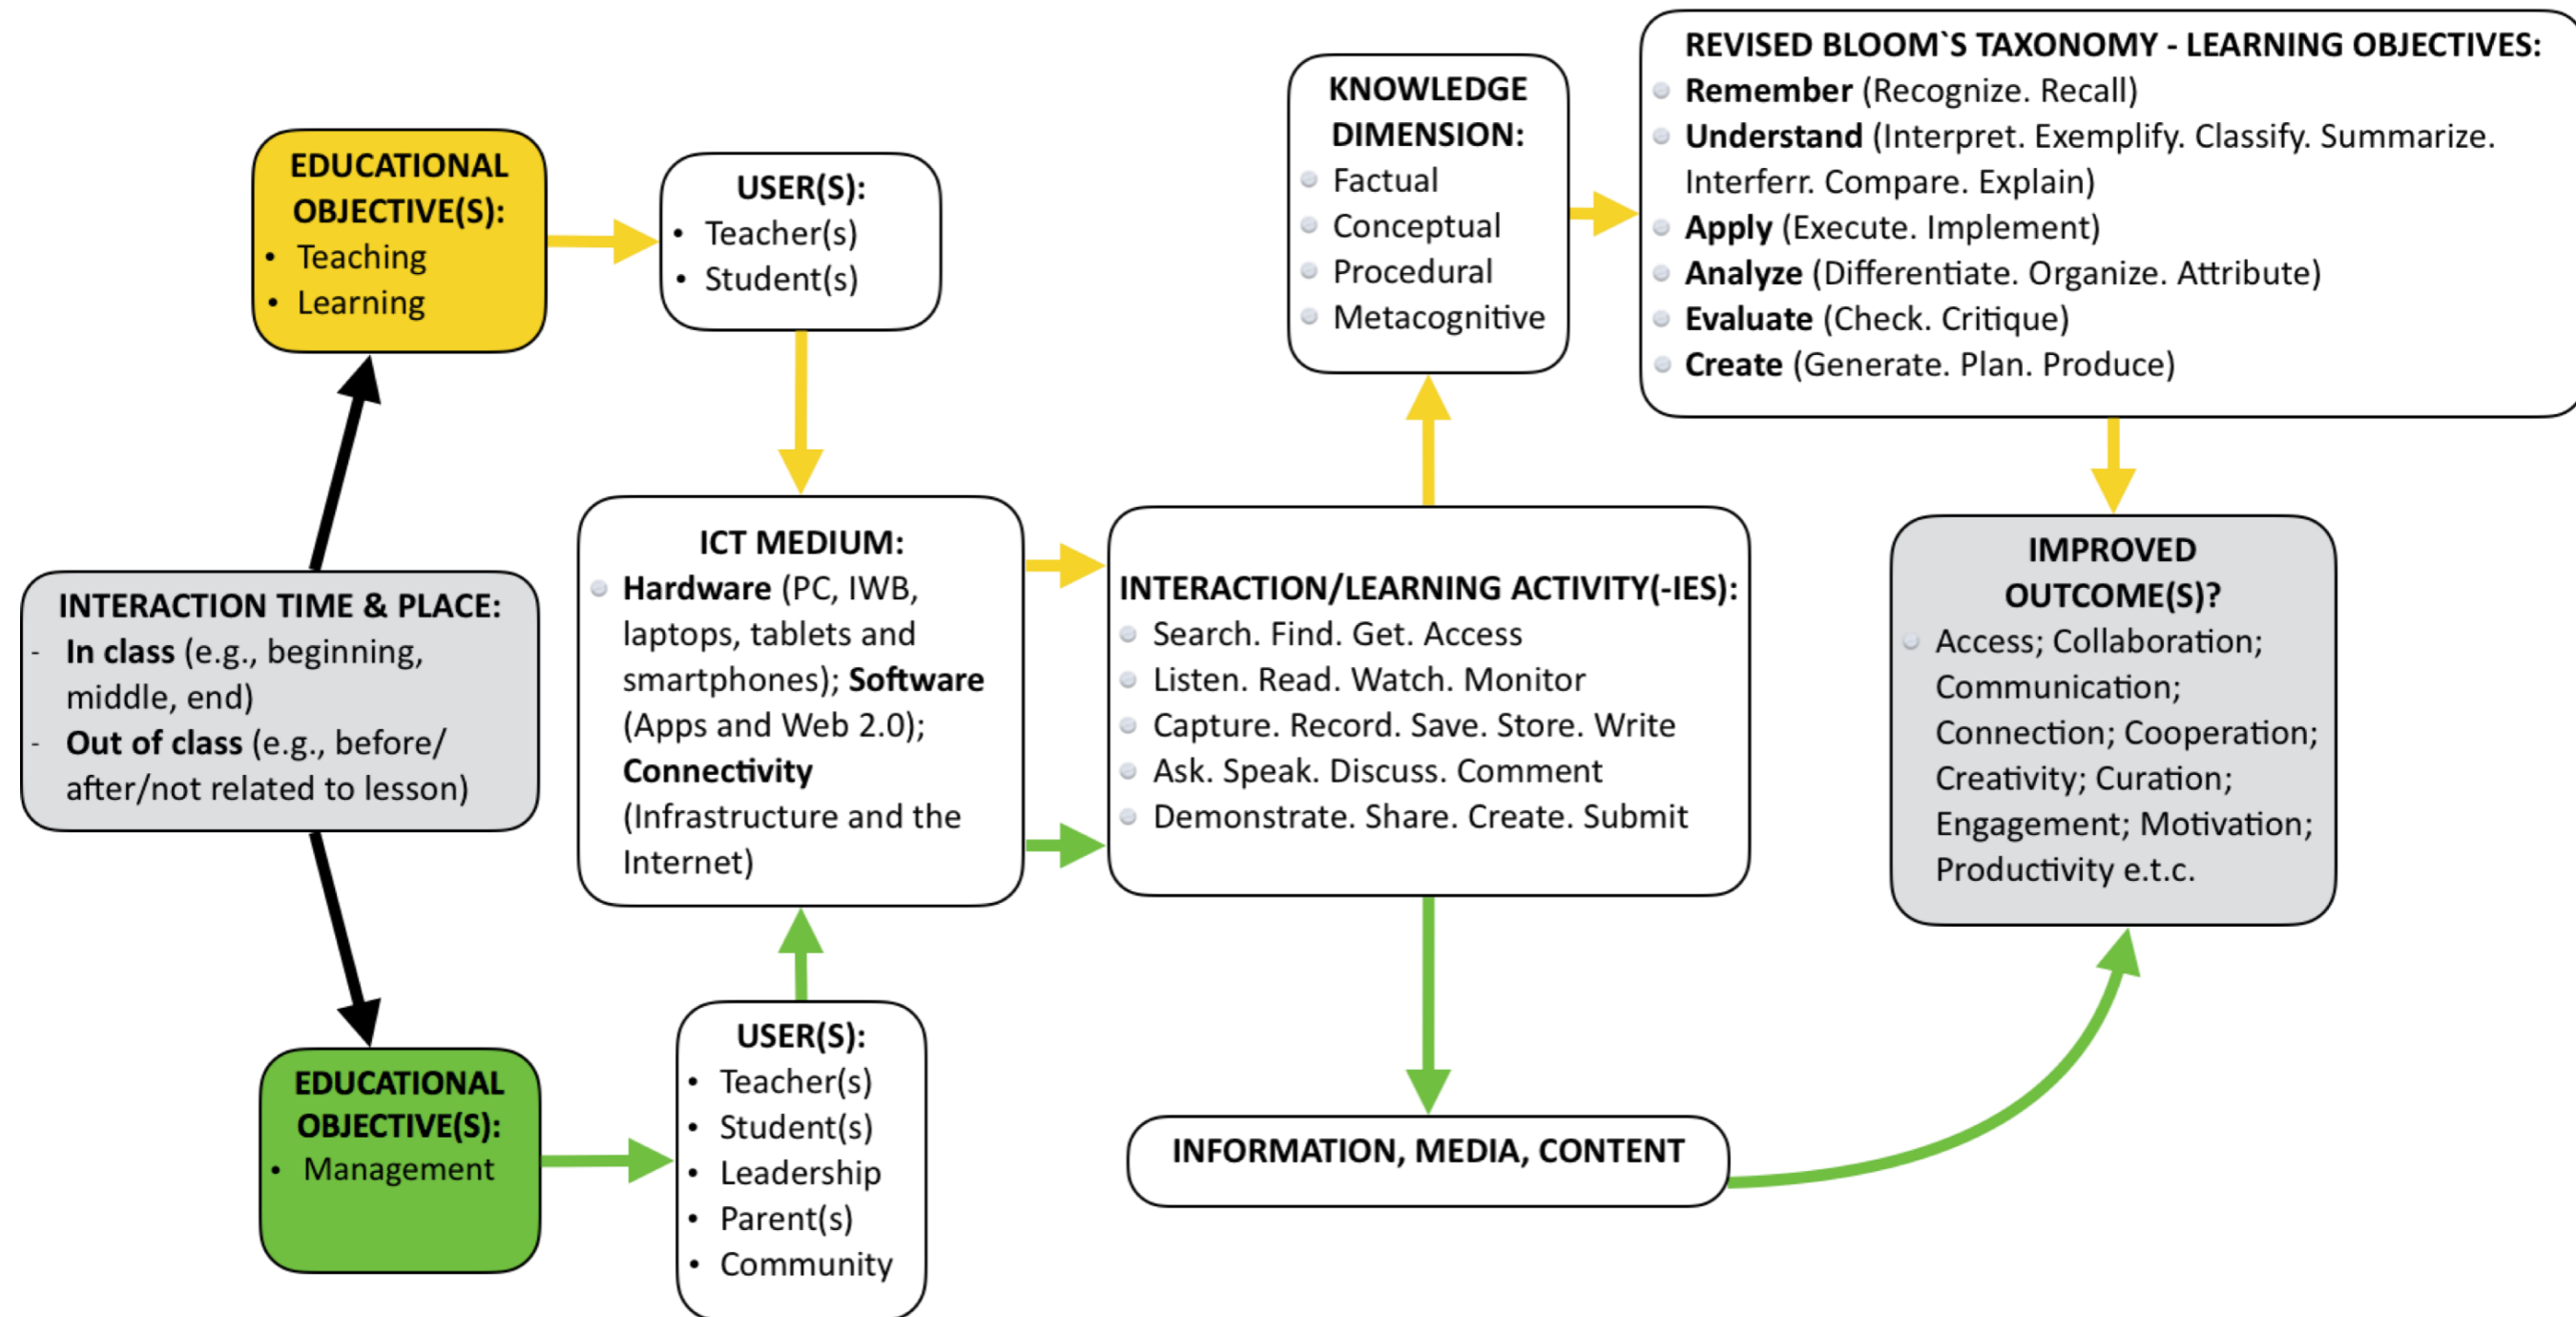 EDUCATIONAL
OBJECTIVE(S):
• Teaching
• Learning
USER(S):
• Teacher(s)
• Student(s)
KNOWLEDGE
DIMENSION:
Factual
Conceptual
Procedural
Metacognitive
REVISED BLOOM`S TAXONOMY - LEARNING OBJECTIVES:
Remember (Recognize. Recall)
Understand (Interpret. Exemplify. Classify. Summarize.
Interferr. Compare. Explain)
Apply (Execute. Implement)
Analyze (Differentiate. Organize. Attribute)
Evaluate (Check. Critique)
Create (Generate. Plan. Produce)
INTERACTION TIME & PLACE:
- In class (e.g., beginning,
middle, end)
- Out of class (e.g., before/
after/not related to lesson)
ICT MEDIUM:
Hardware (PC, IWB,
laptops, tablets and
smartphones); Software
(Apps and Web 2.0);
Connectivity
(Infrastructure and the
Internet)
INTERACTION/LEARNING ACTIVITY(-IES):
Search. Find. Get. Access
Listen. Read. Watch. Monitor
Capture. Record. Save. Store. Write
Ask. Speak. Discuss. Comment
Demonstrate. Share. Create. Submit
IMPROVED
OUTCOME(S)?
Access; Collaboration;
Communication;
Connection; Cooperation;
Creativity; Curation;
Engagement; Motivation;
Productivity e.t.c.
EDUCATIONAL
OBJECTIVE(S):
• Management
USER(S):
• Teacher(s)
• Student(s)
• Leadership
• Parent(s)
• Community
INFORMATION, MEDIA, CONTENT